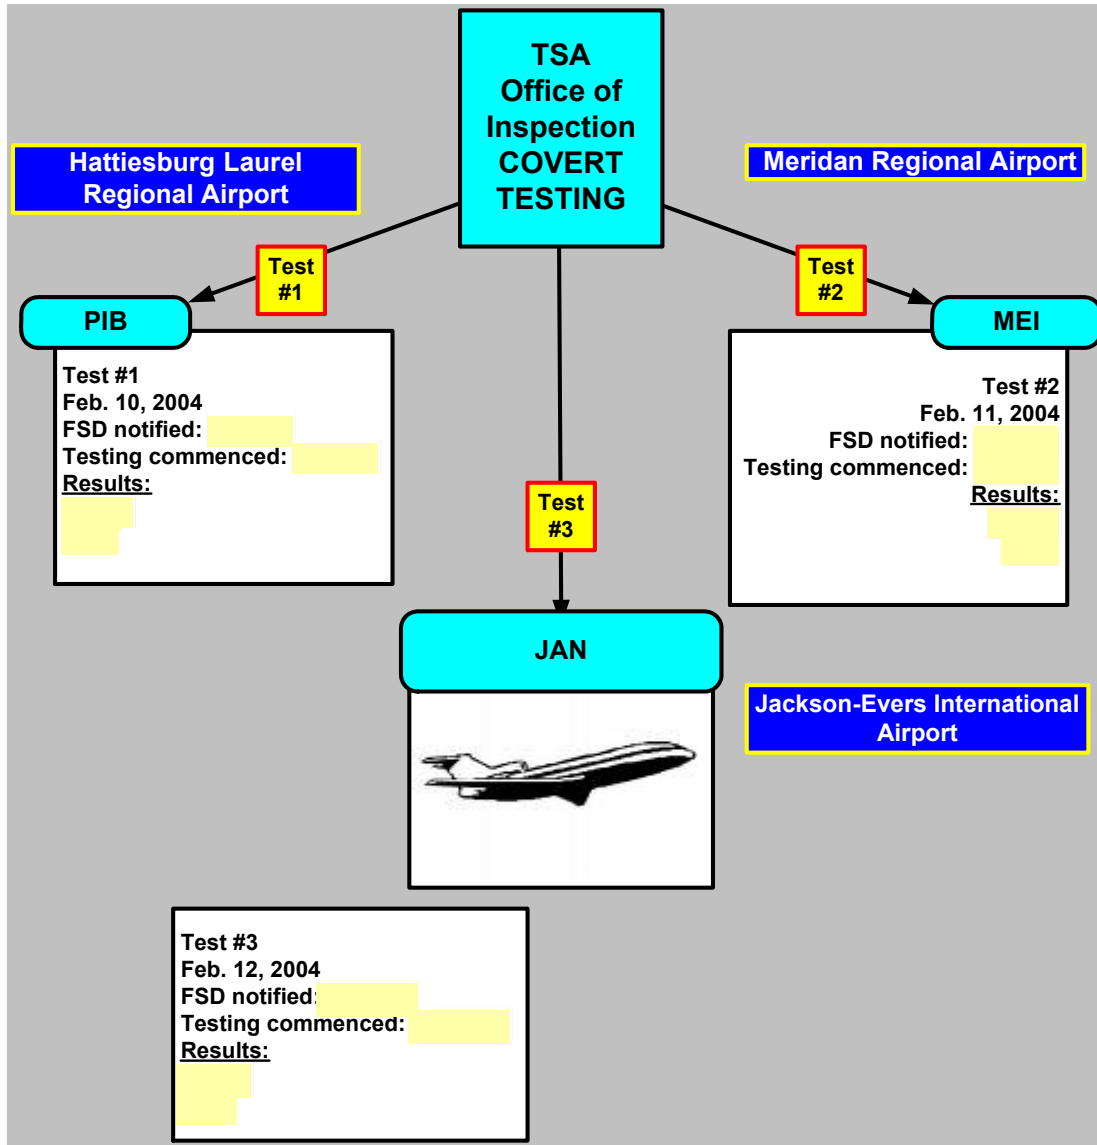 TSA
Office of
Inspection
COVERT
TESTING
Hattiesburg Laurel
Regional Airport
Meridan Regional Airport
Test
#1
Test
#2
PIB
MEI
Test #1
Feb. 10, 2004
FSD notified:
Testing commenced:
Results:
Test #2
Feb. 11, 2004
FSD notified:
Testing commenced:
Results:
Test
#3
JAN
Jackson-Evers International
Airport
Test #3
Feb. 12, 2004
FSD notified:
Testing commenced:
Results: